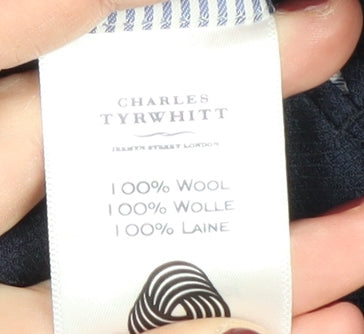 CHARLES
TYRWHITT
JERMYN STREET LONDON
100% WOOL
100% WOLLE
100% LAINE